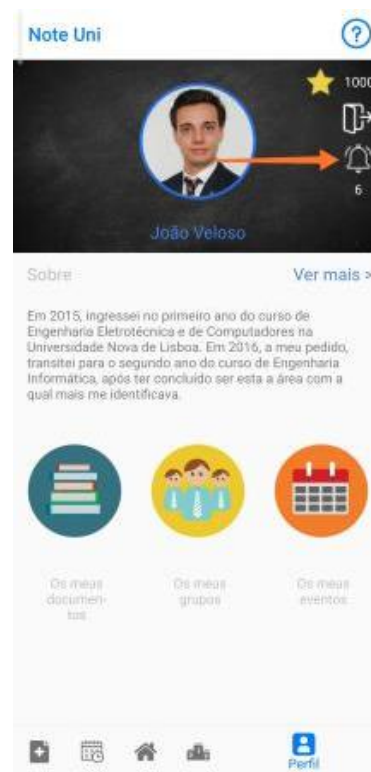 Note Uni
?
1000
6
João Veloso
Sobre
Ver mais >
Em 2015, ingressei no primeiro ano do curso de
Engenharia Eletrotécnica e de Computadores na
Universidade Nova de Lisboa. Em 2016, a meu pedido,
transitei para o segundo ano do curso de Engenharia
Informática, após ter concluído ser esta a área com a
qual mais me identificava.
Os meus
documen-
tos
Os meus
grupos
Os meus
eventos
Perfil